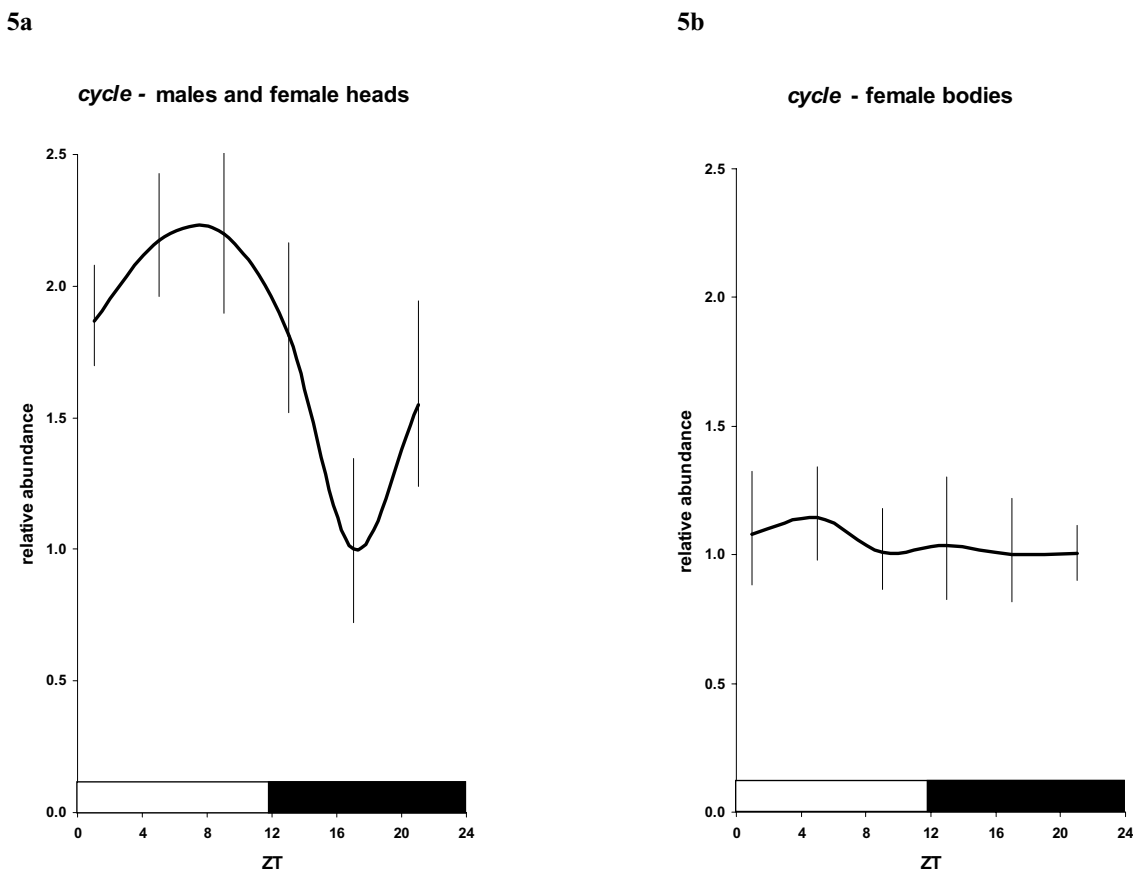 5a
cycle - males and female heads
2.5
2.0
1.5
1.0
0.5
0.0
relative abundance
0 4 8 12 16 20 24
ZT
5b
cycle - female bodies
2.5
2.0
1.5
1.0
0.5
0.0
relative abundance
0 4 8 12 16 20 24
ZT